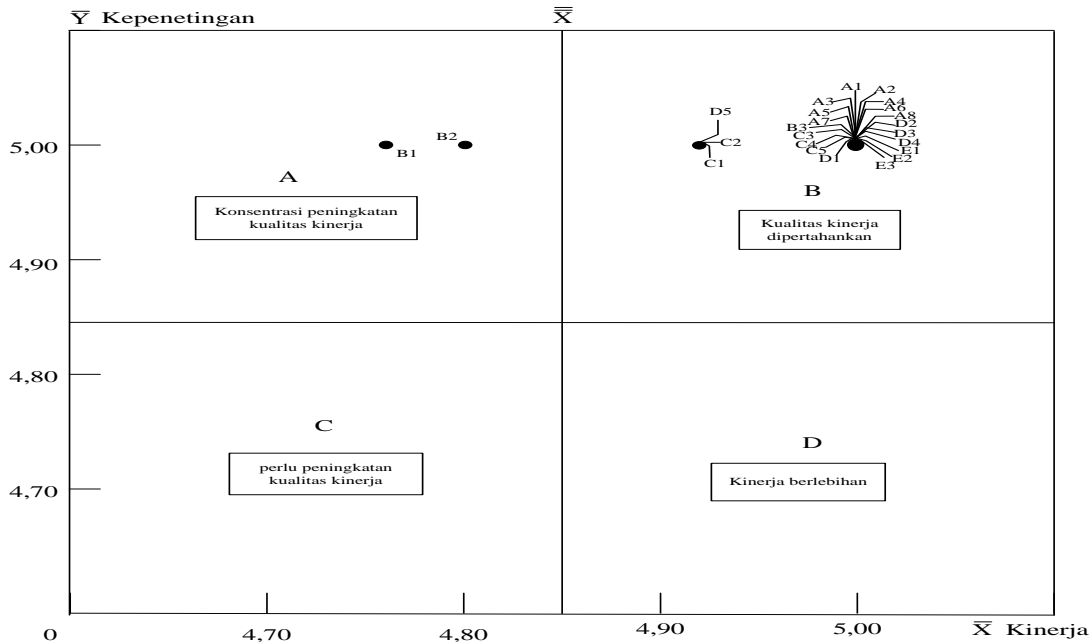 Y Kepenetingan
X
A1
A2
A3
A4
D5
A5
A6
A7
A8
B3
D2
5,00
B1
B2
C2
C3
D3
C4
D4
C5
E1
C1
D1
E2
E3
A
Konsentrasi peningkatan
kualitas kinerja
B
Kualitas kinerja
dipertahankan
4,90
4,80
C
perlu peningkatan
kualitas kinerja
D
Kinerja berlebihan
4,70
0
4,70
4,80
4,90
5,00
X Kinerja